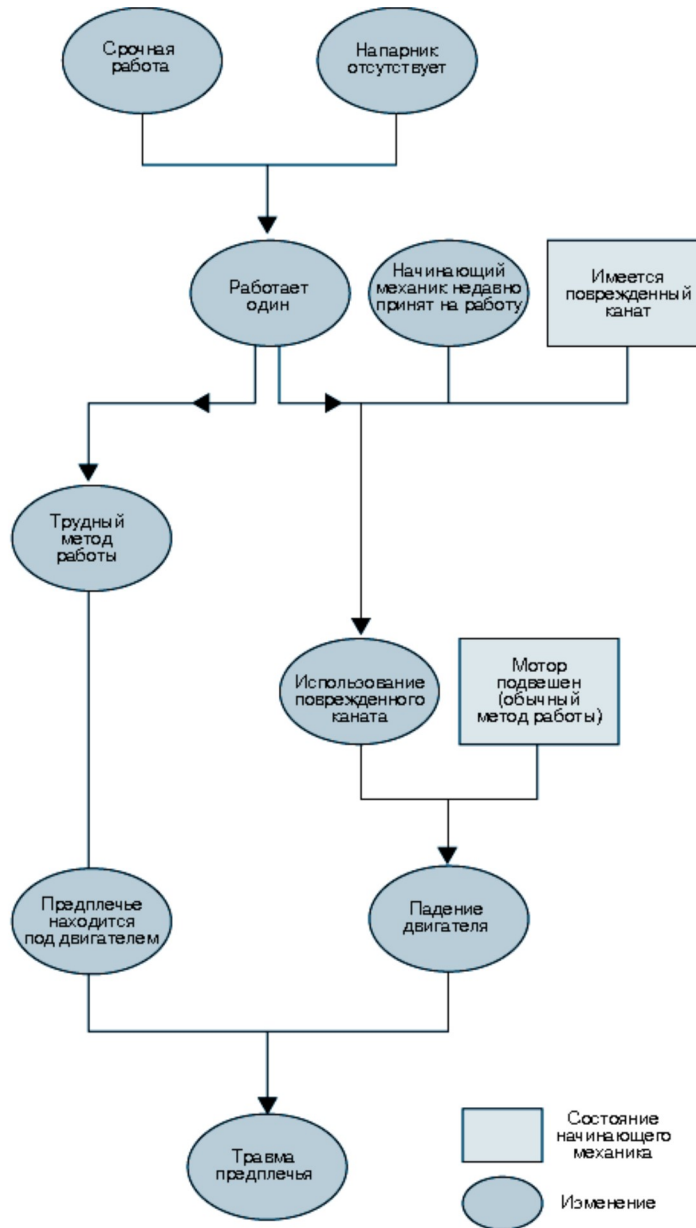 Срочная
работа
Напарник
отсутствует
Работает
один
Начинающий
механик недавно
принят на работу
Имеется
поврежденный
канат
Трудный
метод
работы
Использование
поврежденного
каната
Мотор
подвешен
(обычный
метод работы)
Предплечье
находится
под двигателем
Падение
двигателя
Травма
предплечья
Состояние
начинающего
механика
Изменение